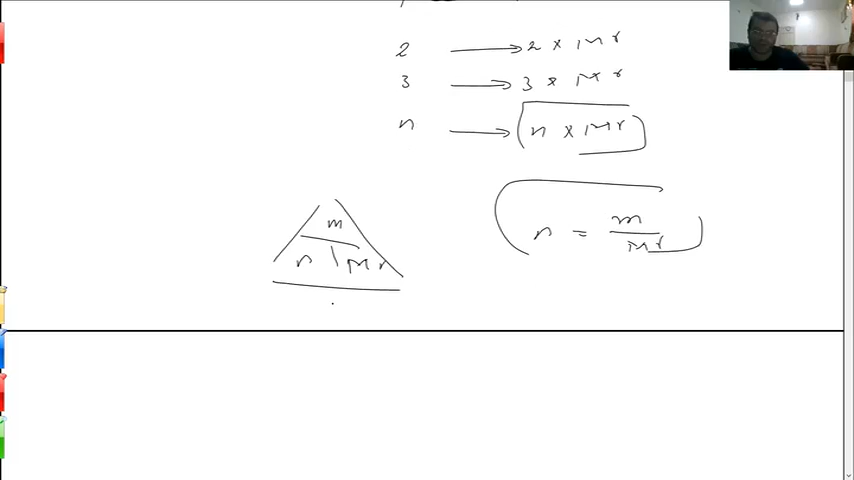 2 → 2 x Mr
3 → 3 x Mr
n → n x Mr
m
n Mr
n = m / Mr